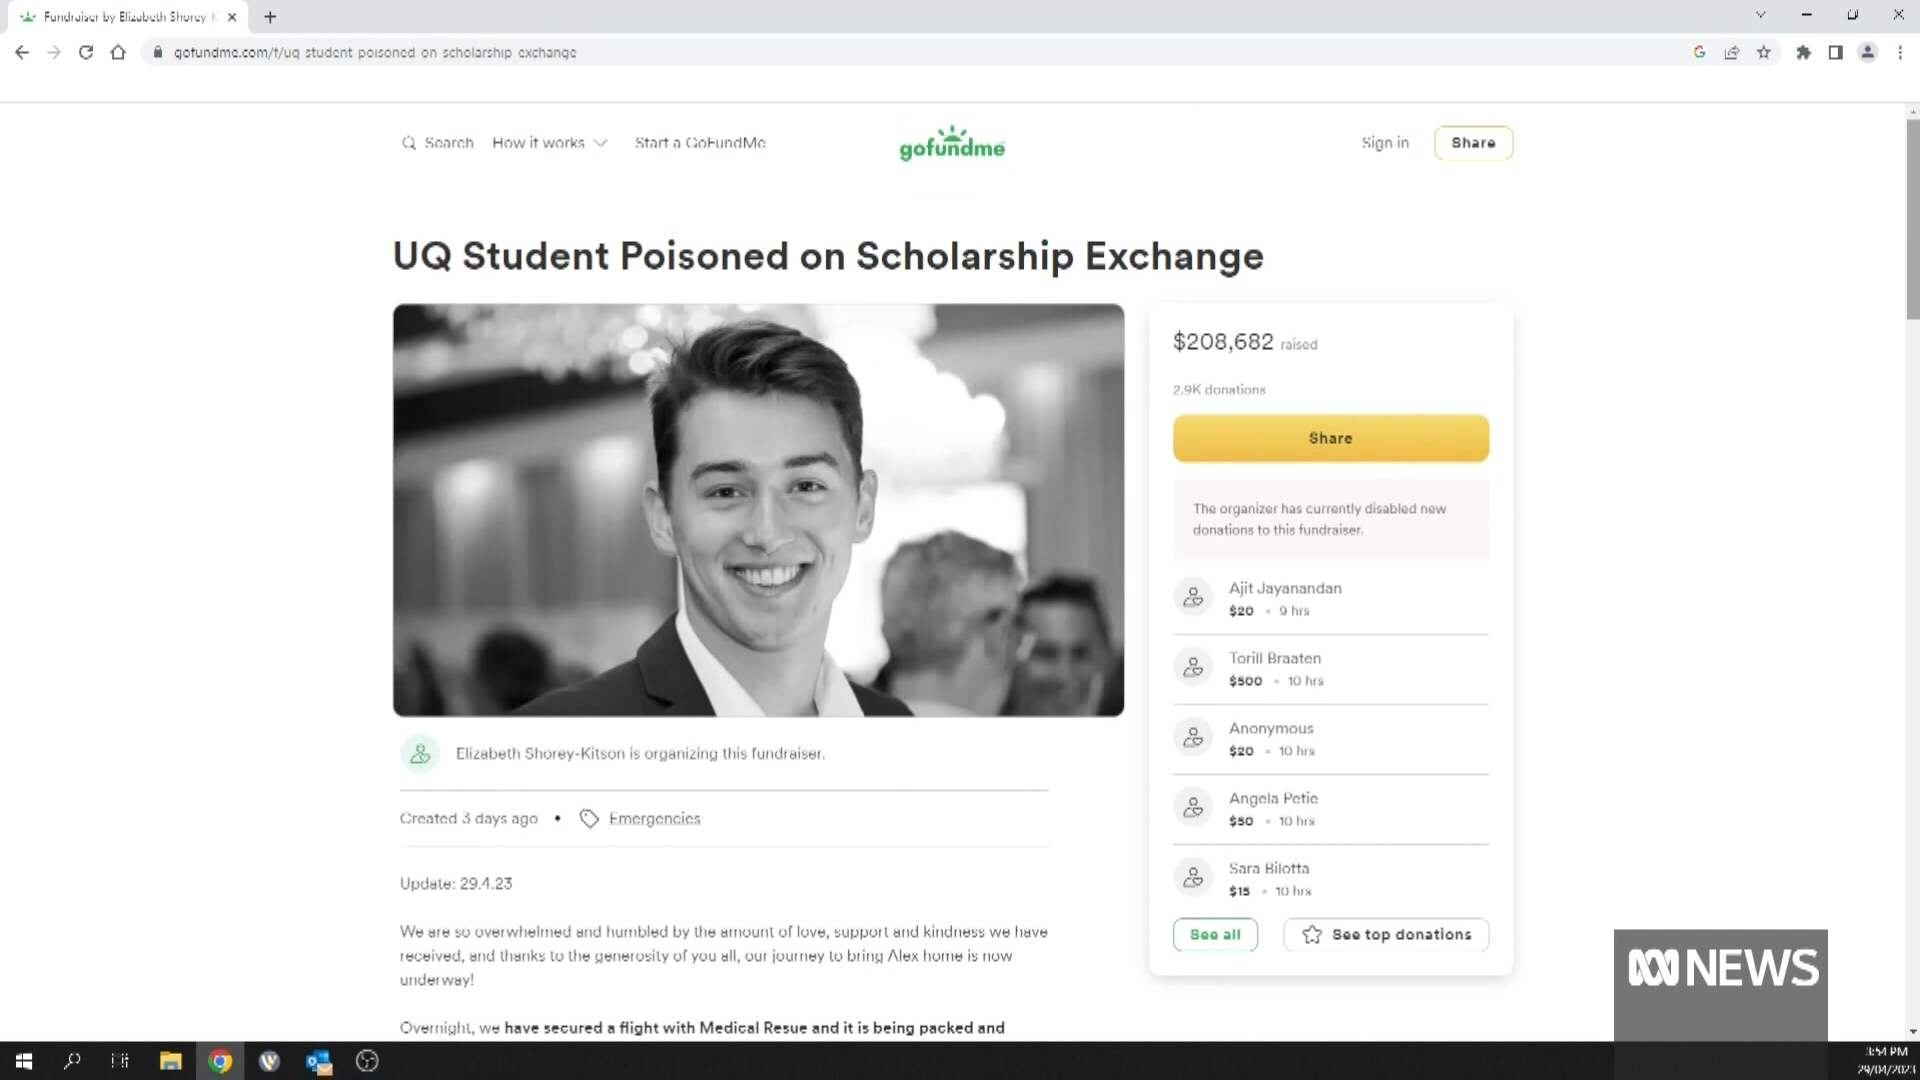 Fundraiser by Elizabeth Shorey K
gofundme.com/f/uq-student-poisoned-on-scholarship-exchange
Search How it works Start a GoFundMe
gofundme
Sign in Share
UQ Student Poisoned on Scholarship Exchange
$208,682 raised
2.9K donations
Share
The organizer has currently disabled new
donations to this fundraiser.
Ajit Jayanandan
$20 • 9 hrs
Torill Braaten
$500 • 10 hrs
Anonymous
$20 • 10 hrs
Angela Petie
$50 • 10 hrs
Sara Bilotta
$15 • 10 hrs
See all See top donations
Elizabeth Shorey-Kitson is organizing this fundraiser.
Created 3 days ago • Emergencies
Update: 29.4.23
We are so overwhelmed and humbled by the amount of love, support and kindness we have
received, and thanks to the generosity of you all, our journey to bring Alex home is now
underway!
Overnight, we have secured a flight with Medical Resue and it is being packed and
NEWS
3:54 PM
29/04/2023